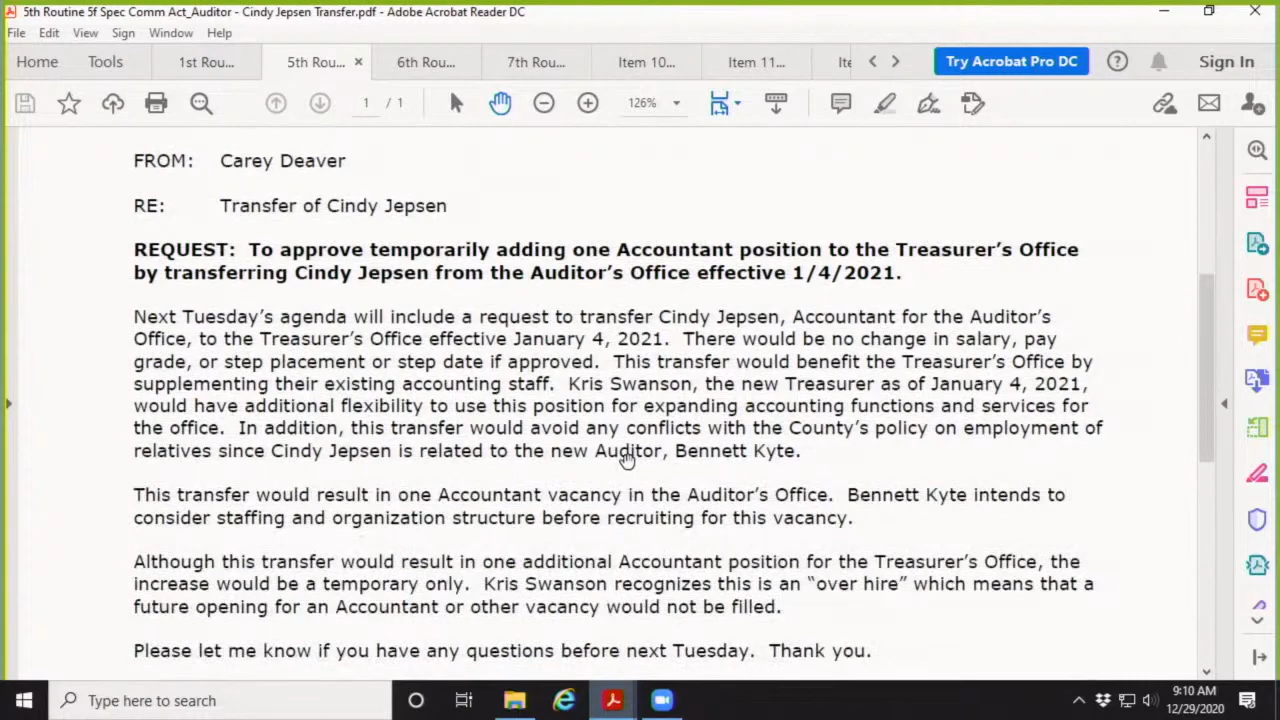 5th Routine 5f Spec Comm Act_Auditor - Cindy Jepsen Transfer.pdf - Adobe Acrobat Reader DC
File Edit View Sign Window Help
Home Tools 1st Rou... 5th Rou... × 6th Rou... 7th Rou... Item 10... Item 11... Ite Try Acrobat Pro DC Sign In
1 / 1 126%
FROM: Carey Deaver
RE: Transfer of Cindy Jepsen
REQUEST: To approve temporarily adding one Accountant position to the Treasurer's Office
by transferring Cindy Jepsen from the Auditor's Office effective 1/4/2021.
Next Tuesday's agenda will include a request to transfer Cindy Jepsen, Accountant for the Auditor's
Office, to the Treasurer's Office effective January 4, 2021. There would be no change in salary, pay
grade, or step placement or step date if approved. This transfer would benefit the Treasurer's Office by
supplementing their existing accounting staff. Kris Swanson, the new Treasurer as of January 4, 2021,
would have additional flexibility to use this position for expanding accounting functions and services for
the office. In addition, this transfer would avoid any conflicts with the County's policy on employment of
relatives since Cindy Jepsen is related to the new Auditor, Bennett Kyte.
This transfer would result in one Accountant vacancy in the Auditor's Office. Bennett Kyte intends to
consider staffing and organization structure before recruiting for this vacancy.
Although this transfer would result in one additional Accountant position for the Treasurer's Office, the
increase would be a temporary only. Kris Swanson recognizes this is an “over hire” which means that a
future opening for an Accountant or other vacancy would not be filled.
Please let me know if you have any questions before next Tuesday. Thank you.
Type here to search
9:10 AM
12/29/2020